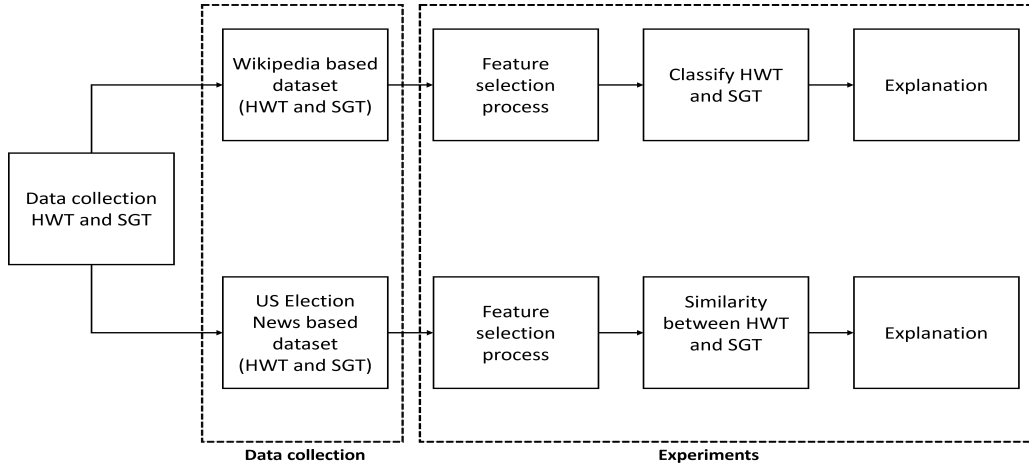 Data collection
HWT and SGT
Wikipedia based
dataset
(HWT and SGT)
Feature
selection
process
Classify HWT
and SGT
Explanation
US Election
News based
dataset
(HWT and SGT)
Feature
selection
process
Similarity
between HWT
and SGT
Explanation
Data collection
Experiments